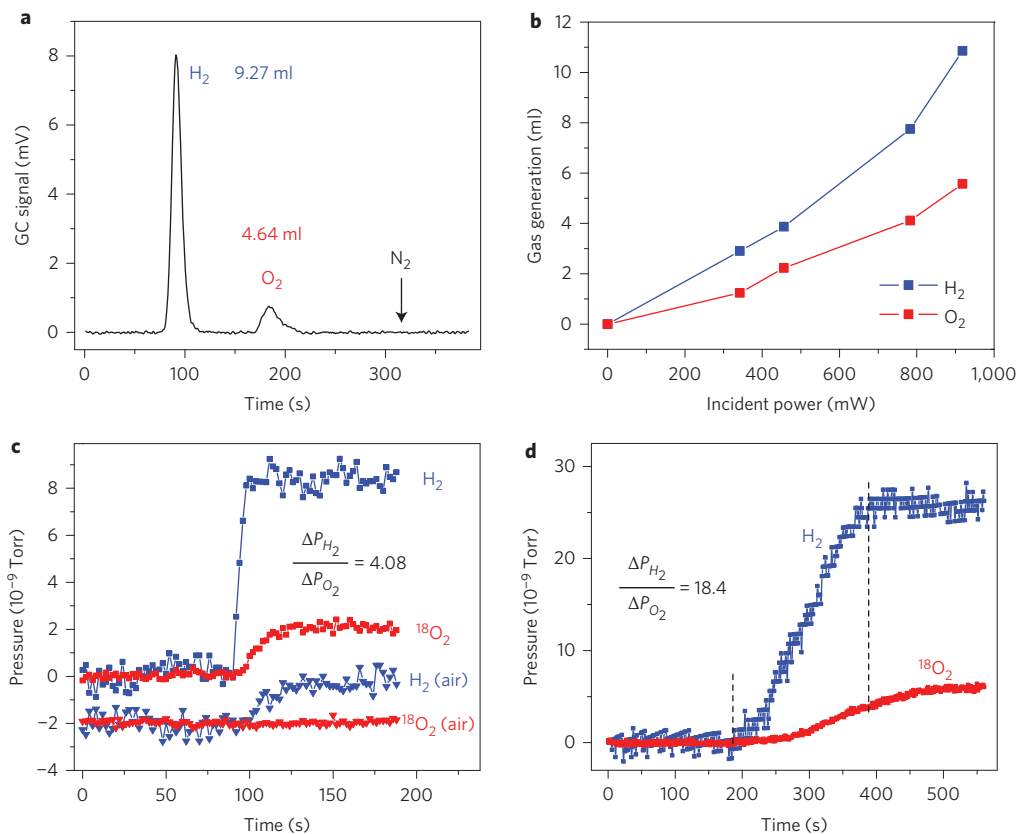 a
GC signal (mV)
8
6
4
2
0
H₂ 9.27 ml
4.64 ml
O₂
N₂
0 100 200 300
Time (s)
b
Gas generation (ml)
12
10
8
6
4
2
0
H₂
O₂
0 200 400 600 800 1,000
Incident power (mW)
c
Pressure (10⁻⁹ Torr)
8
6
4
2
0
−2
−4
H₂
ΔP_H₂
ΔP_O₂
= 4.08
¹⁸O₂
H₂ (air)
¹⁸O₂ (air)
0 50 100 150 200
Time (s)
d
Pressure (10⁻⁹ Torr)
30
20
10
0
H₂
ΔP_H₂
ΔP_O₂
= 18.4
¹⁸O₂
0 100 200 300 400 500
Time (s)